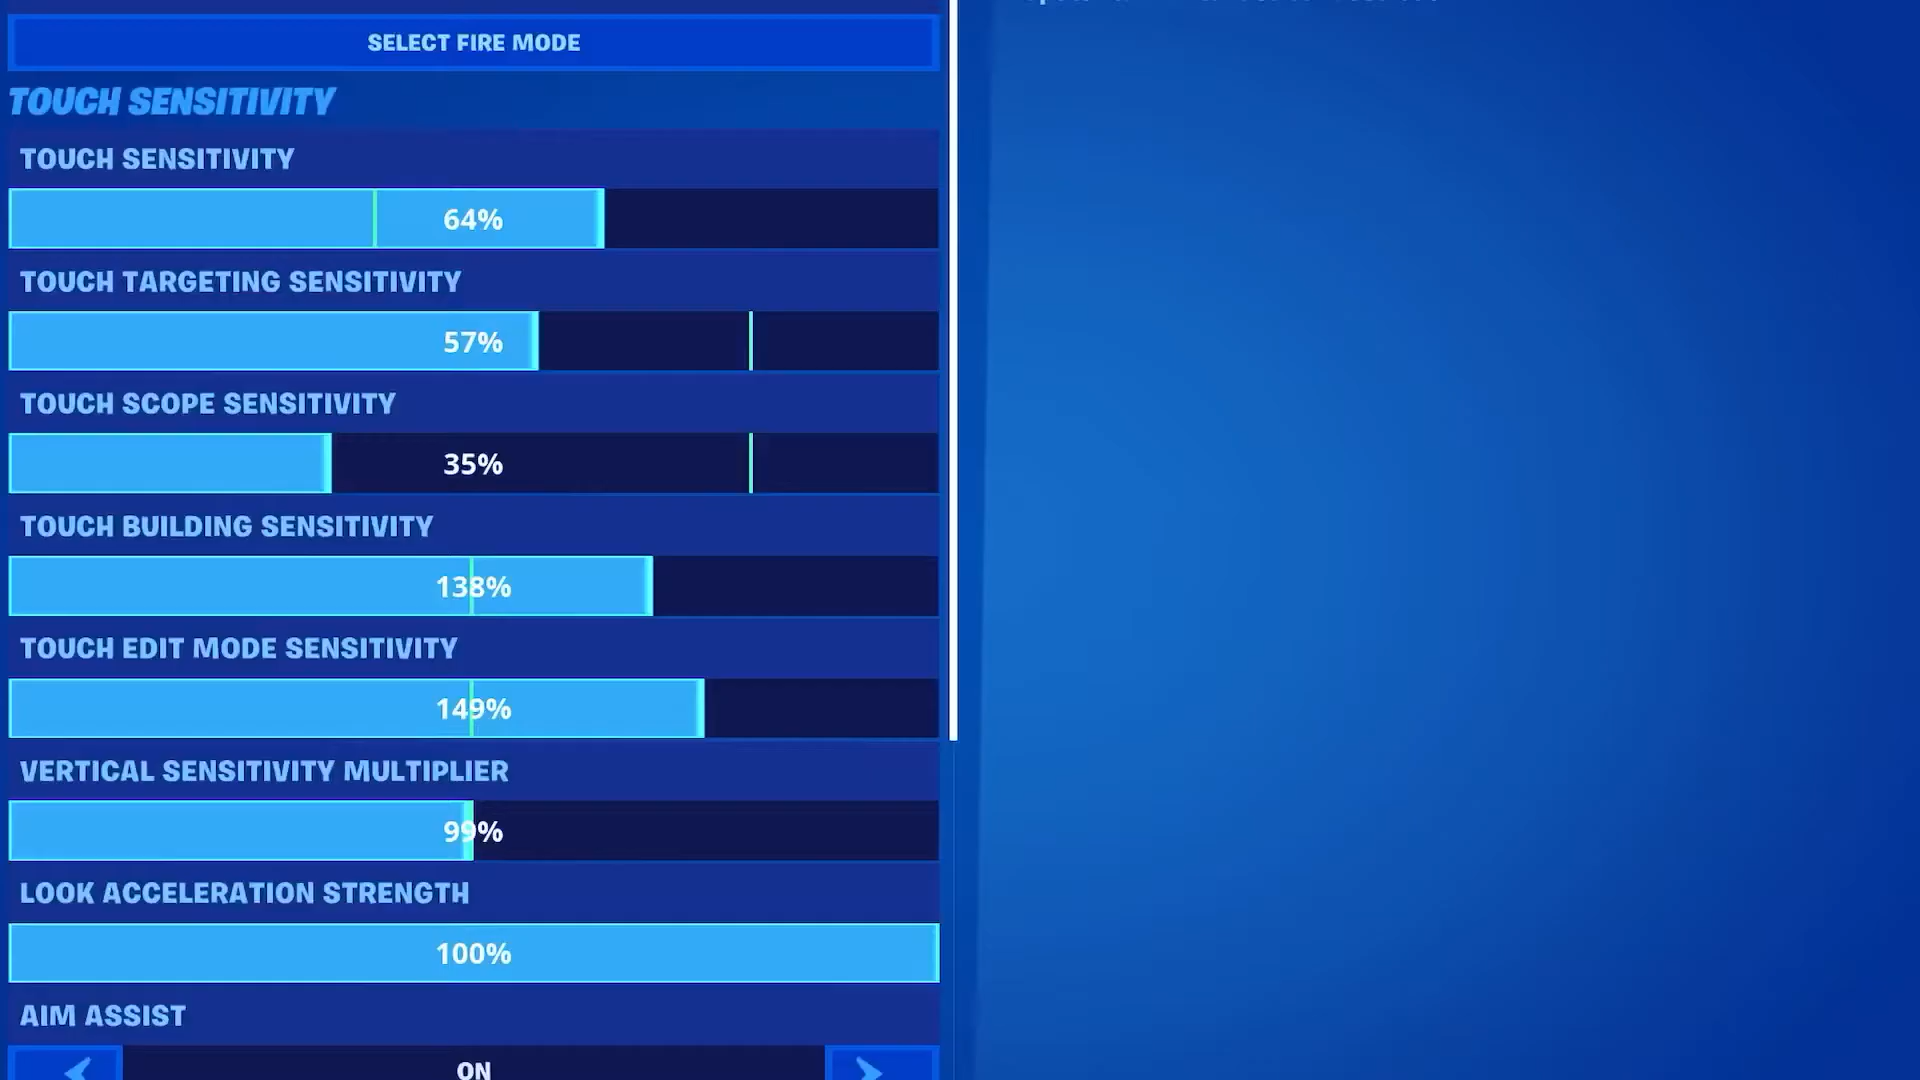 SELECT FIRE MODE
TOUCH SENSITIVITY
TOUCH SENSITIVITY
64%
TOUCH TARGETING SENSITIVITY
57%
TOUCH SCOPE SENSITIVITY
35%
TOUCH BUILDING SENSITIVITY
138%
TOUCH EDIT MODE SENSITIVITY
149%
VERTICAL SENSITIVITY MULTIPLIER
99%
LOOK ACCELERATION STRENGTH
100%
AIM ASSIST
ON